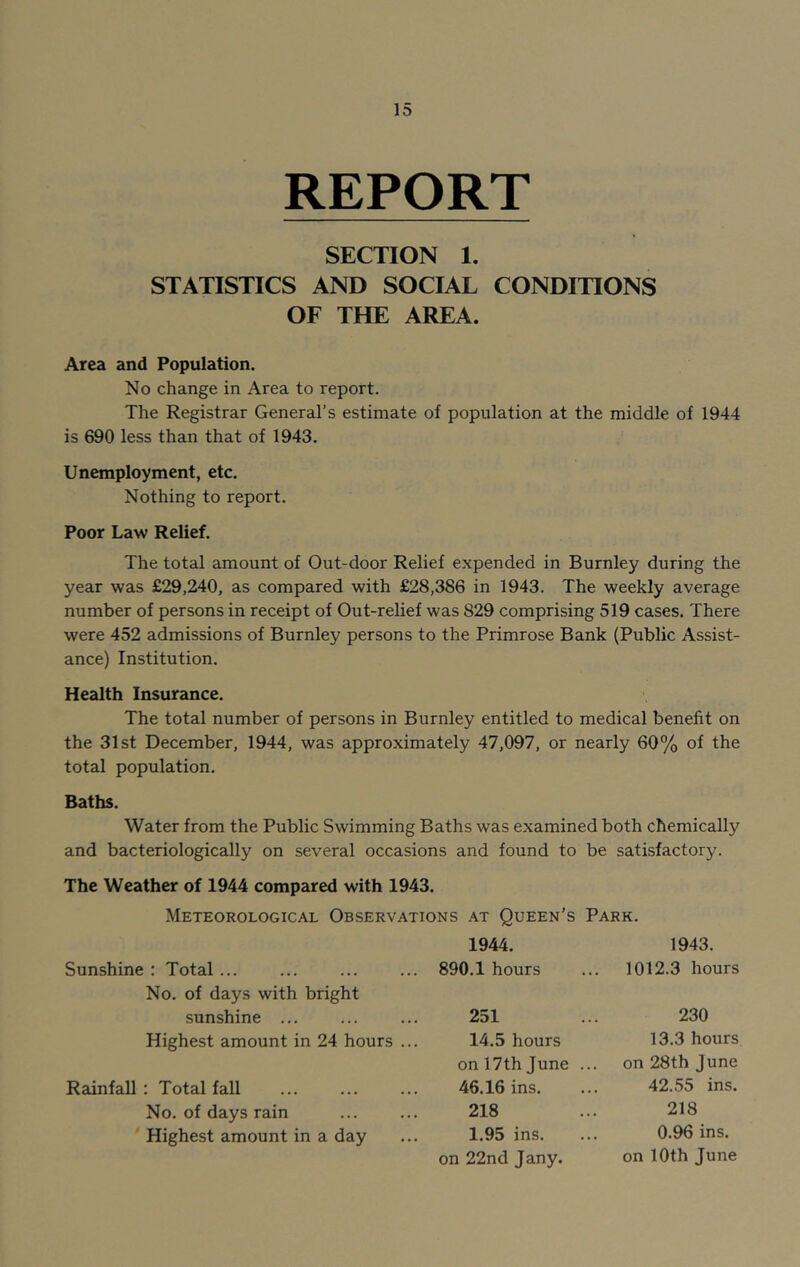 15
REPORT
SECTION 1.
STATISTICS AND SOCIAL CONDITIONS
OF THE AREA.
Area and Population.
No change in Area to report.
The Registrar General's estimate of population at the middle of 1944
is 690 less than that of 1943.
Unemployment, etc.
Nothing to report.
Poor Law Relief.
The total amount of Out-door Relief expended in Burnley during the
year was £29,240, as compared with £28,386 in 1943. The weekly average
number of persons in receipt of Out-relief was 829 comprising 519 cases. There
were 452 admissions of Burnley persons to the Primrose Bank (Public Assist-
ance) Institution.
Health Insurance.
The total number of persons in Burnley entitled to medical benefit on
the 31st December, 1944, was approximately 47,097, or nearly 60% of the
total population.
Baths.
Water from the Public Swimming Baths was examined both chemically
and bacteriologically on several occasions and found to be satisfactory.
The Weather of 1944 compared with 1943.
Meteorological Observations at Queen's Park.
1944. 1943.
Sunshine : Total ... ... ... ... 890.1 hours ... 1012.3 hours
No. of days with bright
sunshine ... ... ... 251 ... 230
Highest amount in 24 hours ... 14.5 hours 13.3 hours
on 17th June ... on 28th June
Rainfall : Total fall ... ... ... 46.16 ins. ... 42.55 ins.
No. of days rain ... ... 218 ... 218
Highest amount in a day ... 1.95 ins. ... 0.96 ins.
on 22nd Jany. on 10th June